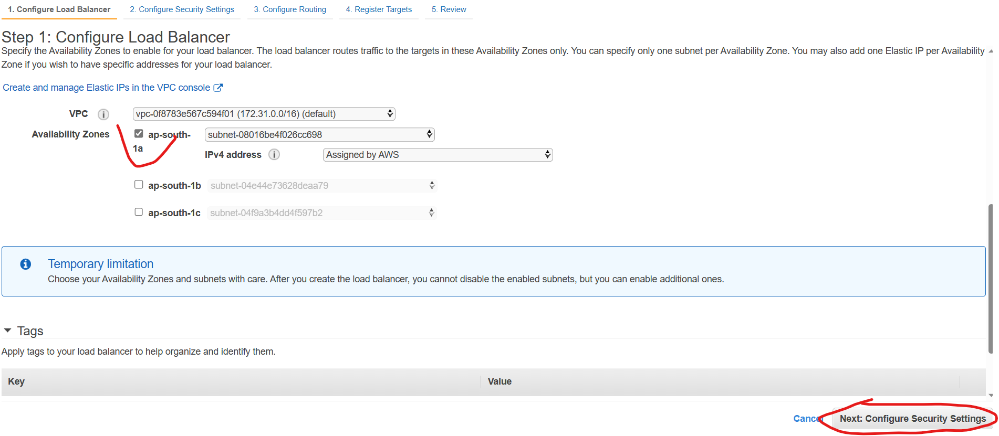 1. Configure Load Balancer 2. Configure Security Settings 3. Configure Routing 4. Register Targets 5. Review
Step 1: Configure Load Balancer
Specify the Availability Zones to enable for your load balancer. The load balancer routes traffic to the targets in these Availability Zones only. You can specify only one subnet per Availability Zone. You may also add one Elastic IP per Availability
Zone if you wish to have specific addresses for your load balancer.
Create and manage Elastic IPs in the VPC console
VPC i vpc-0f8783e567c594f01 (172.31.0.0/16) (default)
Availability Zones ap-south- subnet-08016be4f026cc698
1a
IPv4 address i Assigned by AWS
ap-south-1b subnet-04e44e73628deaa79
ap-south-1c subnet-04f9a3b4dd4f597b2
Temporary limitation
Choose your Availability Zones and subnets with care. After you create the load balancer, you cannot disable the enabled subnets, but you can enable additional ones.
Tags
Apply tags to your load balancer to help organize and identify them.
Key Value
Cancel Next: Configure Security Settings